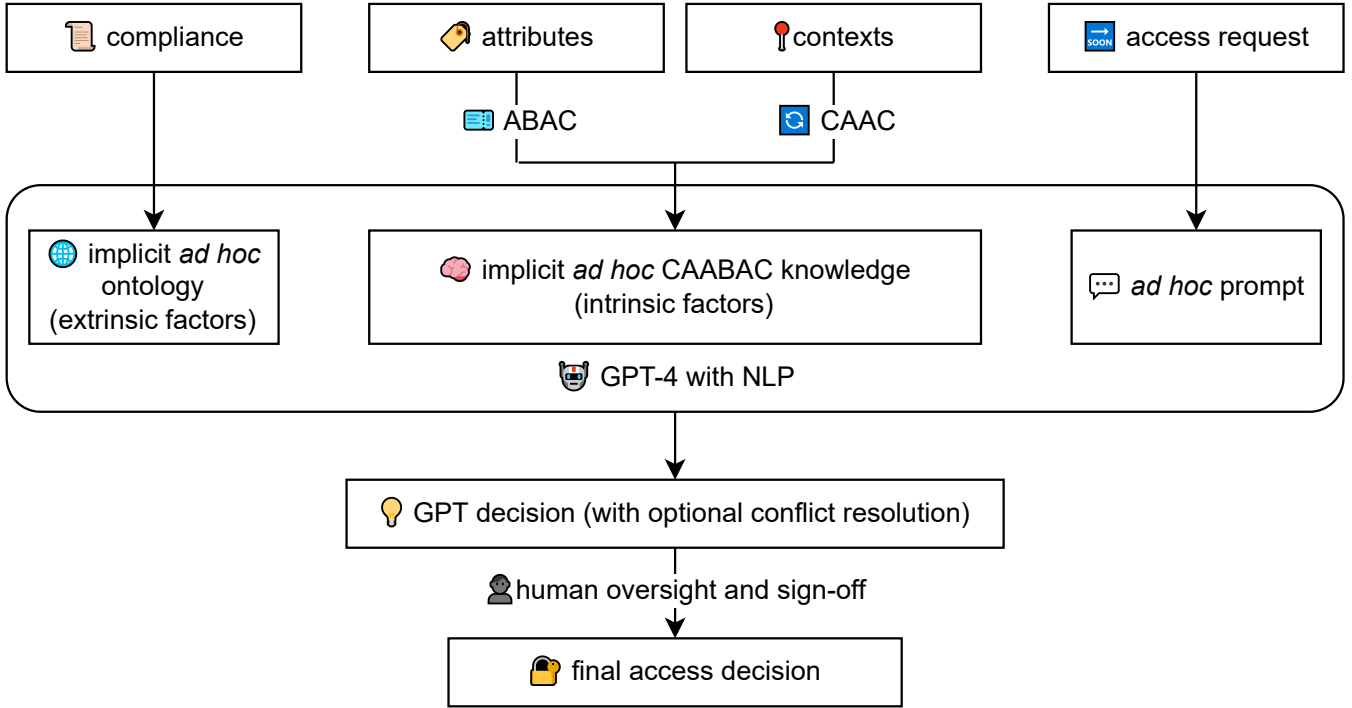 compliance
attributes
contexts
access request
ABAC
CAAC
implicit ad hoc
ontology
(extrinsic factors)
implicit ad hoc CAABAC knowledge
(intrinsic factors)
ad hoc prompt
GPT-4 with NLP
GPT decision (with optional conflict resolution)
human oversight and sign-off
final access decision